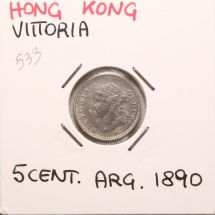 HONG KONG
VITTORIA
533
5 CENT. ARG. 1890